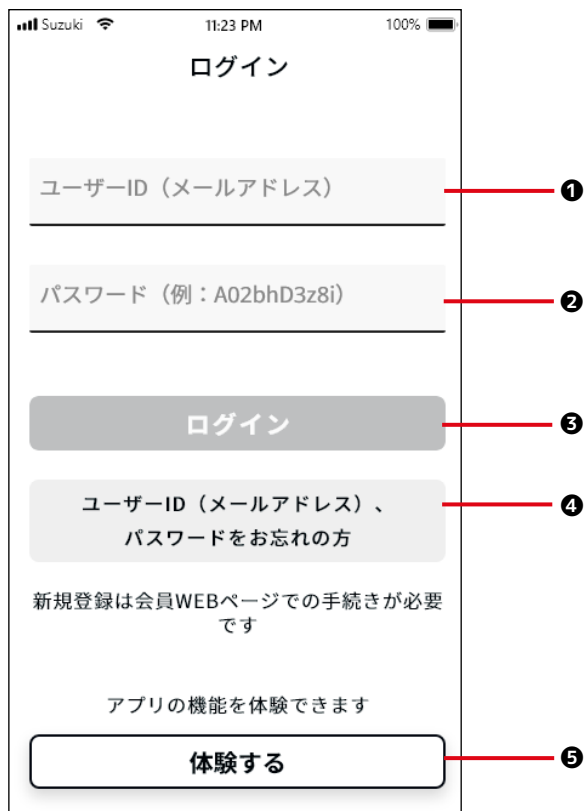 Suzuki 11:23 PM 100%
ログイン
ユーザーID（メールアドレス） ❶
パスワード（例：A02bhD3z8i） ❷
ログイン ❸
ユーザーID（メールアドレス）、 ❹
パスワードをお忘れの方
新規登録は会員WEBページでの手続きが必要
です
アプリの機能を体験できます
体験する ❺